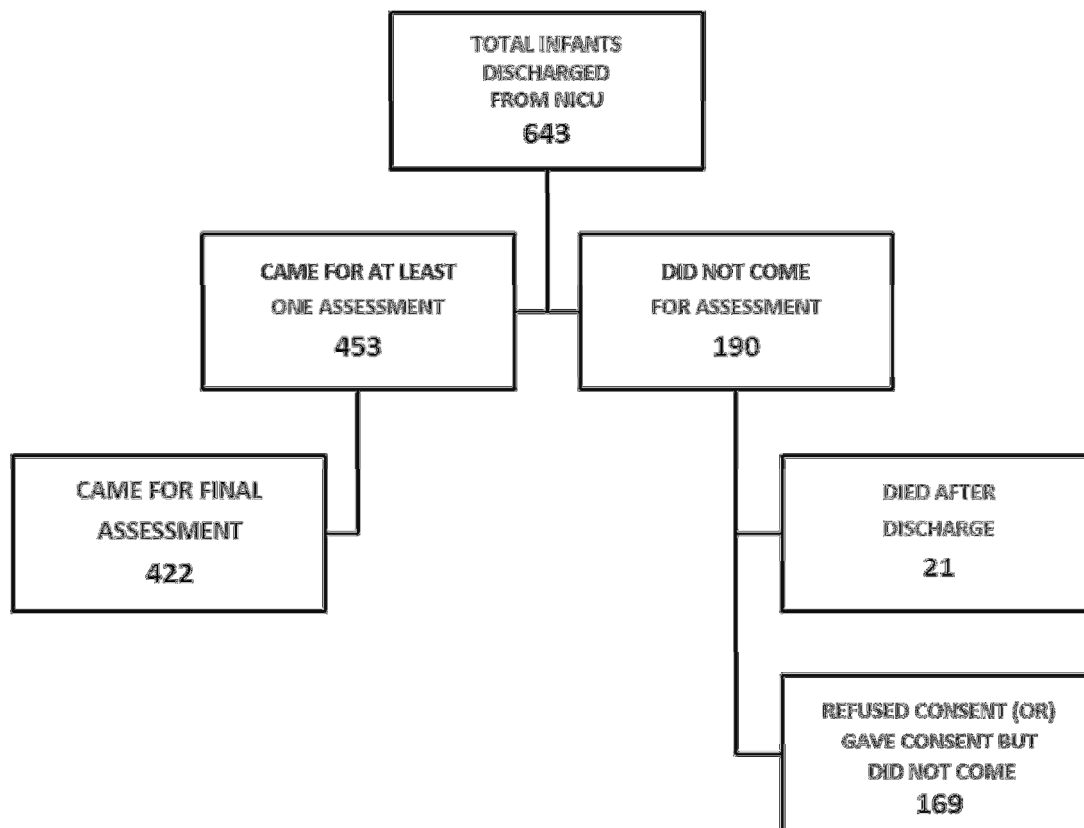 TOTAL INFANTS
DISCHARGED
FROM NICU
643
CAME FOR AT LEAST
ONE ASSESSMENT
453
DID NOT COME
FOR ASSESSMENT
190
CAME FOR FINAL
ASSESSMENT
422
DIED AFTER
DISCHARGE
21
REFUSED CONSENT (OR)
GAVE CONSENT BUT
DID NOT COME
169